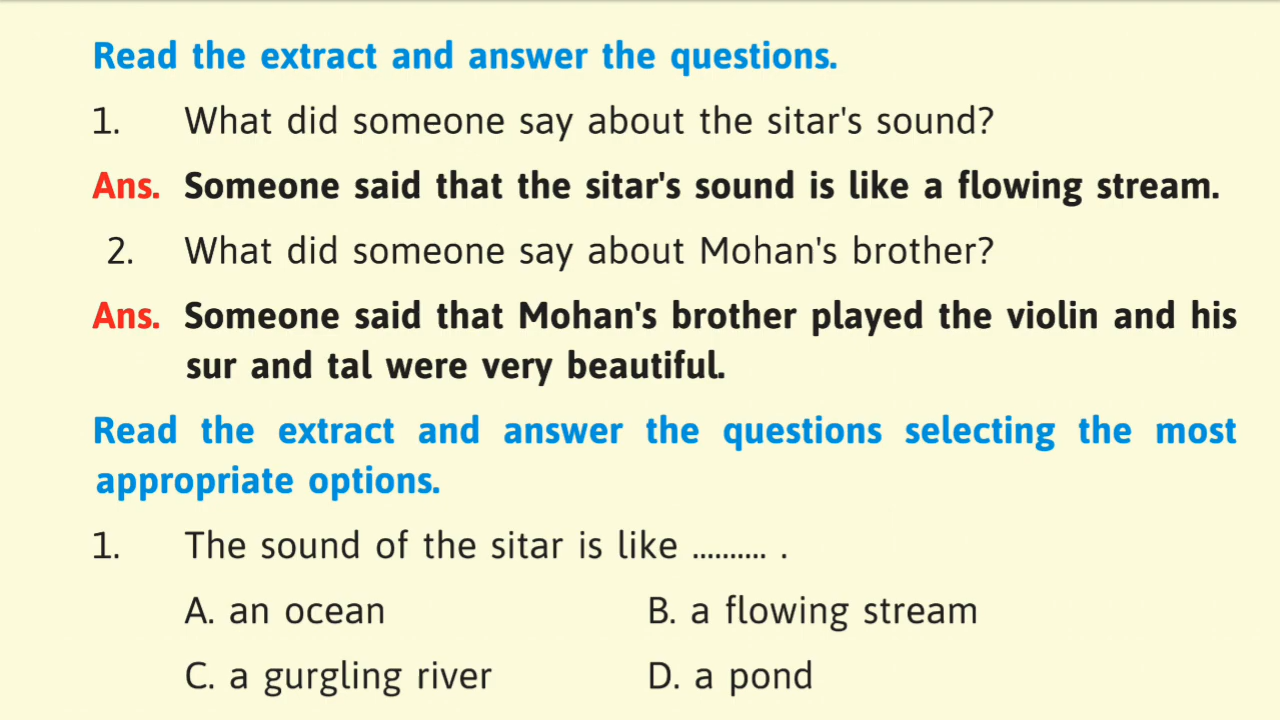 Read the extract and answer the questions.
1. What did someone say about the sitar's sound?
Ans. Someone said that the sitar's sound is like a flowing stream.
2. What did someone say about Mohan's brother?
Ans. Someone said that Mohan's brother played the violin and his
sur and tal were very beautiful.
Read the extract and answer the questions selecting the most
appropriate options.
1. The sound of the sitar is like .......... .
A. an ocean B. a flowing stream
C. a gurgling river D. a pond